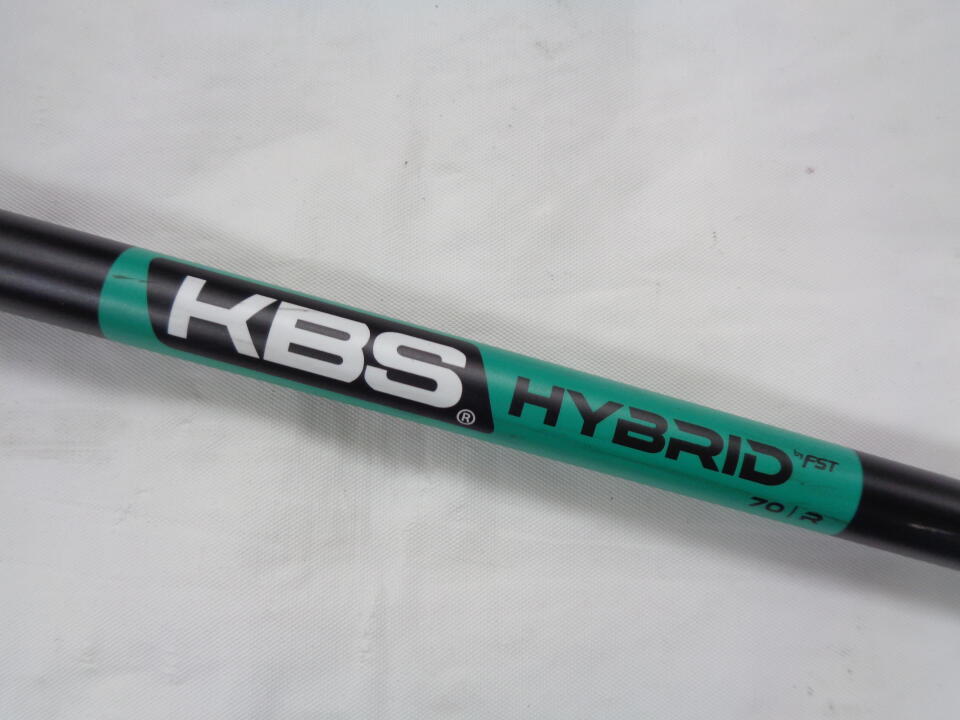 KBS®
HYBRID by FST
70 / R